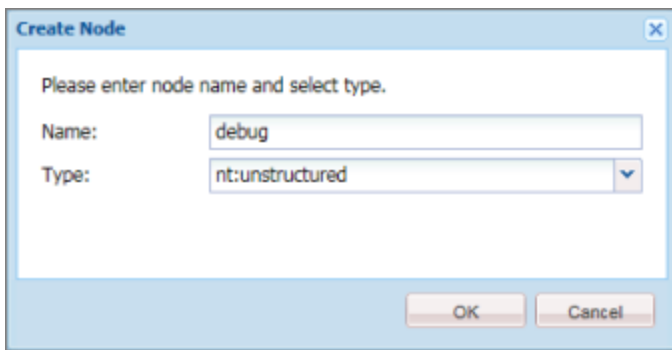 Create Node
Please enter node name and select type.
Name: debug
Type: nt:unstructured
OK Cancel